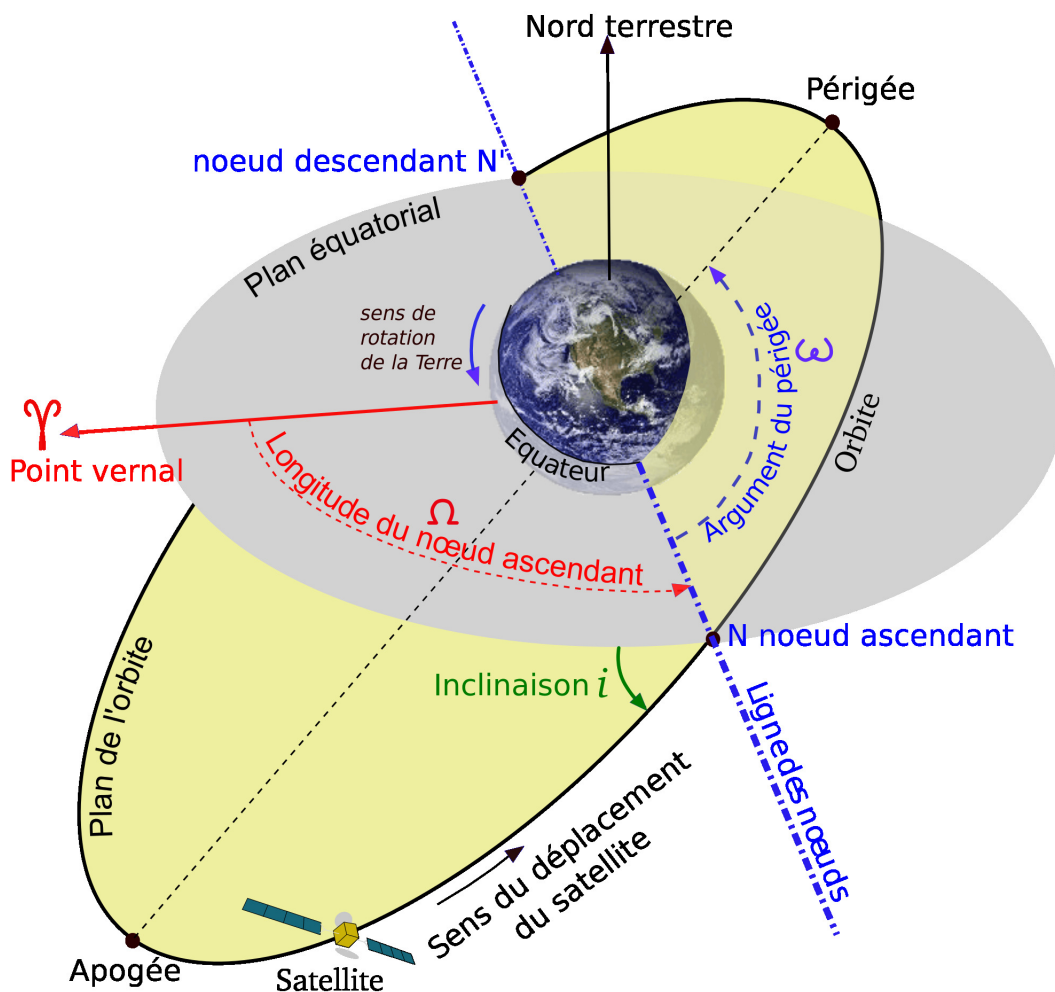 Nord terrestre
Périgée
noeud descendant N'
Plan équatorial
sens de
rotation
de la Terre
ω
Argument du périgée
Orbite
♈
Point vernal
Equateur
Ω
Longitude du nœud ascendant
N noeud ascendant
Inclinaison i
Ligne des nœuds
Plan de l'orbite
Sens du déplacement
du satellite
Apogée
Satellite